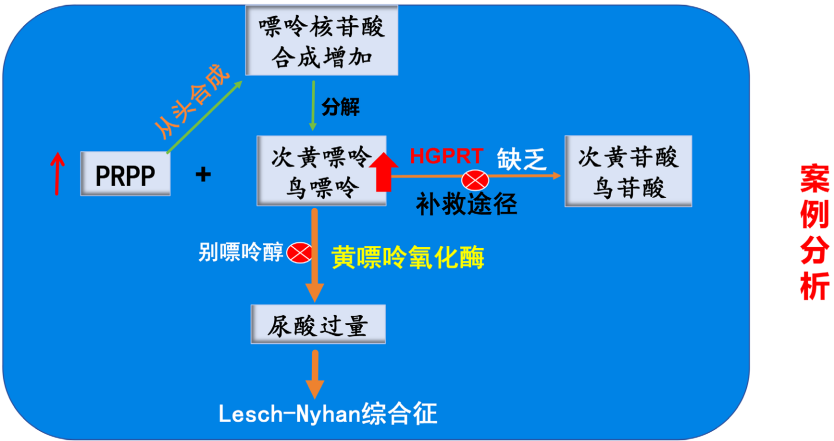 嘌呤核苷酸
合成增加
从头合成
分解
PRPP
+
次黄嘌呤
鸟嘌呤
HGPRT 缺乏
补救途径
次黄苷酸
鸟苷酸
别嘌呤醇
黄嘌呤氧化酶
尿酸过量
Lesch-Nyhan综合征
案例分析